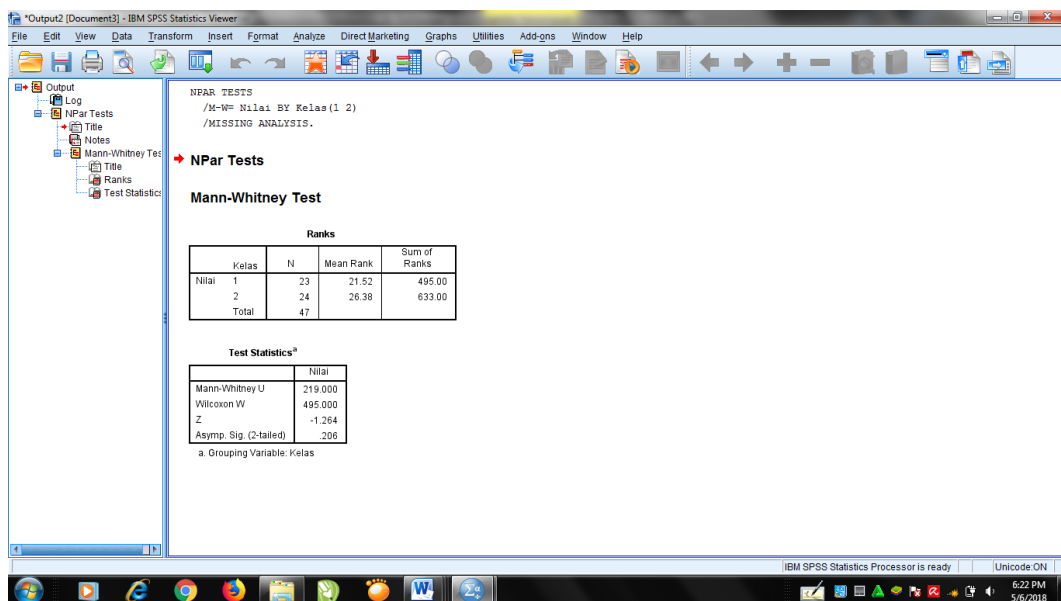 *Output2 [Document3] - IBM SPSS Statistics Viewer
File Edit View Data Transform Insert Format Analyze Direct Marketing Graphs Utilities Add-ons Window Help
Output
Log
NPar Tests
Title
Notes
Mann-Whitney Tes
Title
Ranks
Test Statistics
NPAR TESTS
/M-W= Nilai BY Kelas(1 2)
/MISSING ANALYSIS.
NPar Tests
Mann-Whitney Test
Ranks
Kelas N Mean Rank Sum of Ranks
Nilai 1 23 21.52 495.00
2 24 26.38 633.00
Total 47
Test Statistics a
Nilai
Mann-Whitney U 219.000
Wilcoxon W 495.000
Z -1.264
Asymp. Sig. (2-tailed) .206
a. Grouping Variable: Kelas
IBM SPSS Statistics Processor is ready Unicode:ON
6:22 PM
5/6/2018